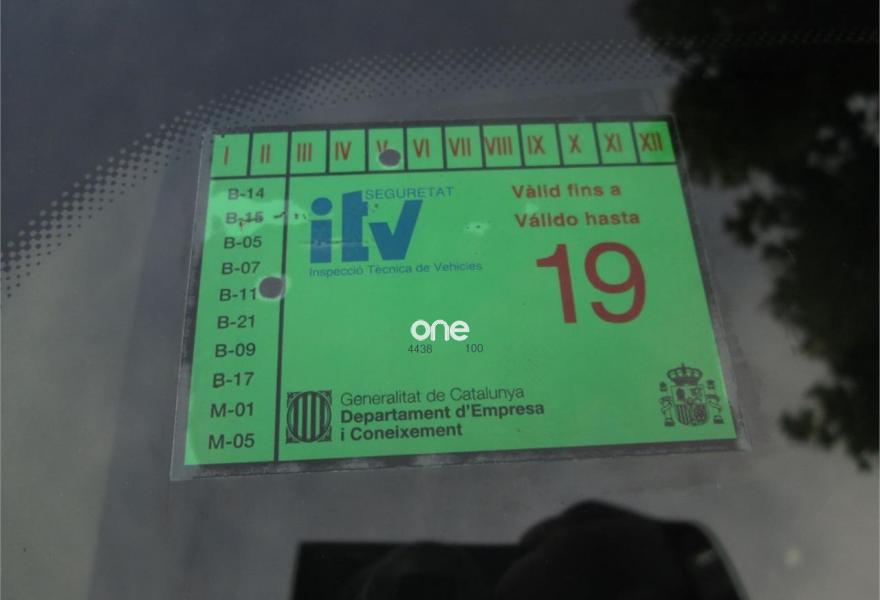 I II III IV V VI VII VIII IX X XI XII
B-14
B-15
B-05
B-07
B-11
B-21
B-09
B-17
M-01
M-05
SEGURETAT
itv
Inspecció Tècnica de Vehicles
Vàlid fins a
Válido hasta
19
one
4438 100
Generalitat de Catalunya
Departament d'Empresa
i Coneixement